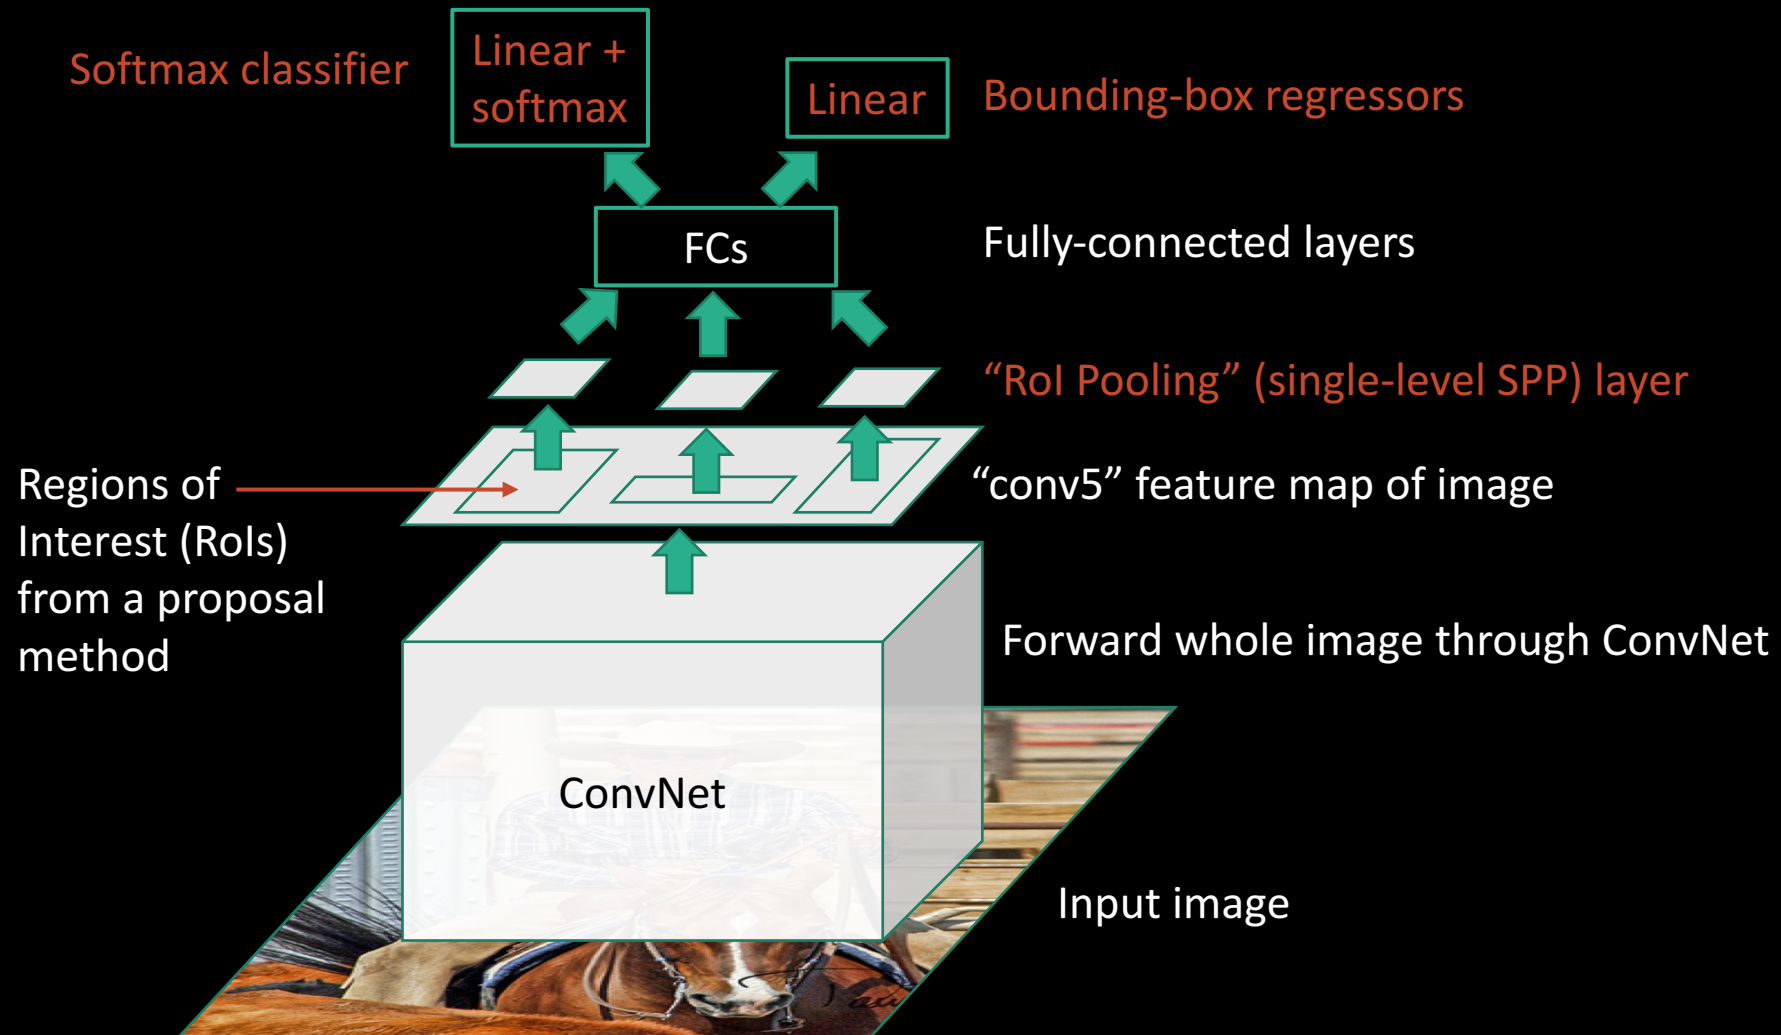 Softmax classifier
Linear +
softmax
Linear
Bounding-box regressors
FCs
Fully-connected layers
“RoI Pooling” (single-level SPP) layer
Regions of
Interest (RoIs)
from a proposal
method
“conv5” feature map of image
Forward whole image through ConvNet
ConvNet
Input image